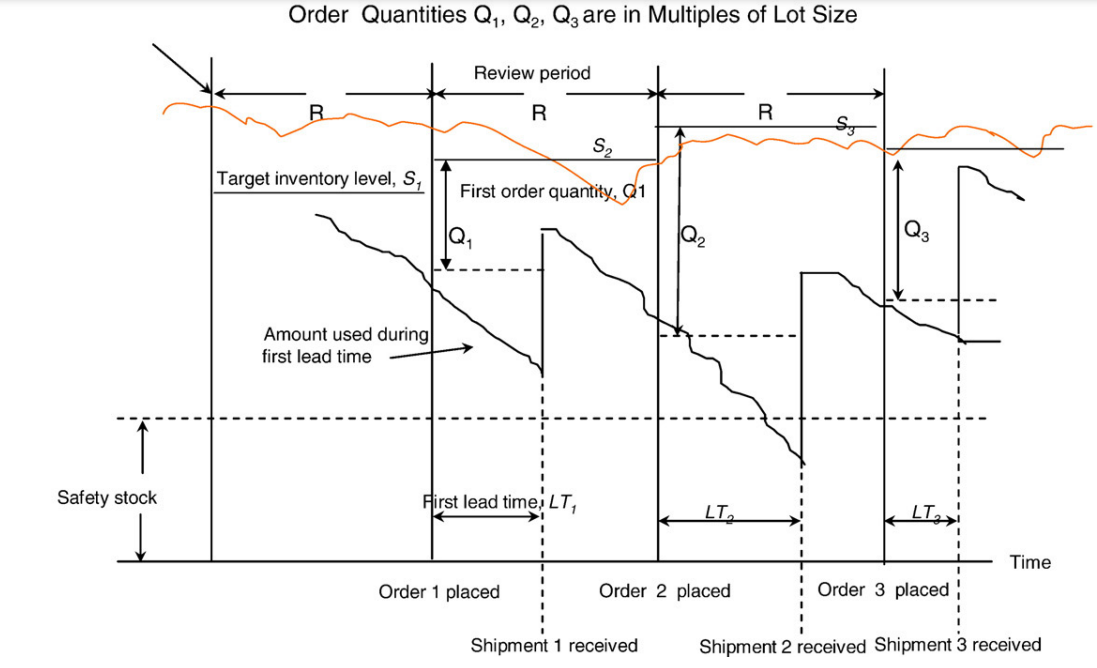 Order Quantities Q1, Q2, Q3 are in Multiples of Lot Size
Review period
R
R
R
S3
S2
Target inventory level, S1
First order quantity, Q1
Q1
Q2
Q3
Amount used during
first lead time
Safety stock
First lead time, LT1
LT2
LT3
Time
Order 1 placed
Order 2 placed
Order 3 placed
Shipment 1 received
Shipment 2 received
Shipment 3 received